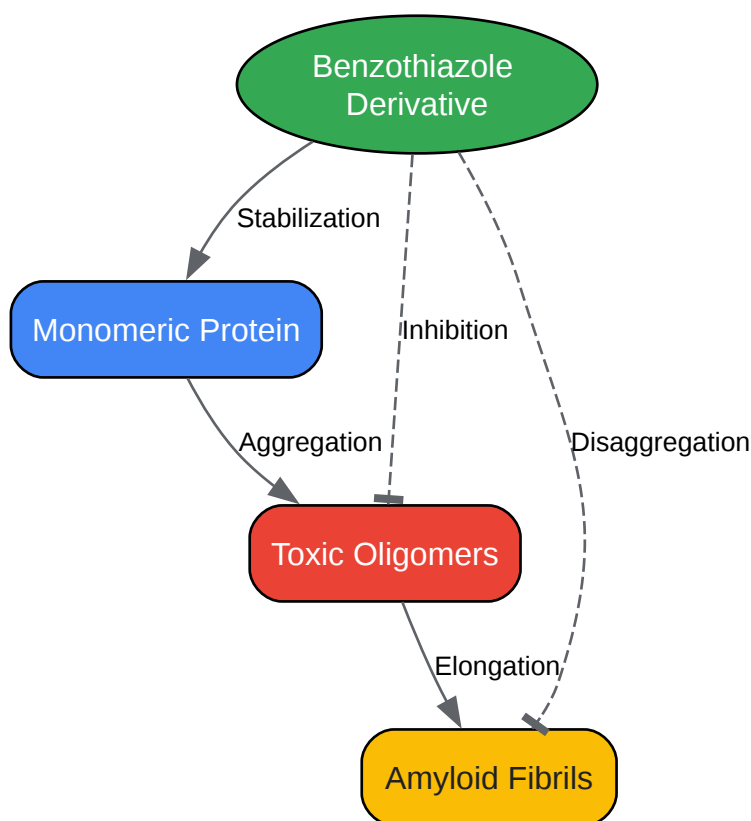 Benzothiazole
Derivative
Stabilization
Monomeric Protein
Inhibition
Aggregation
Disaggregation
Toxic Oligomers
Elongation
Amyloid Fibrils